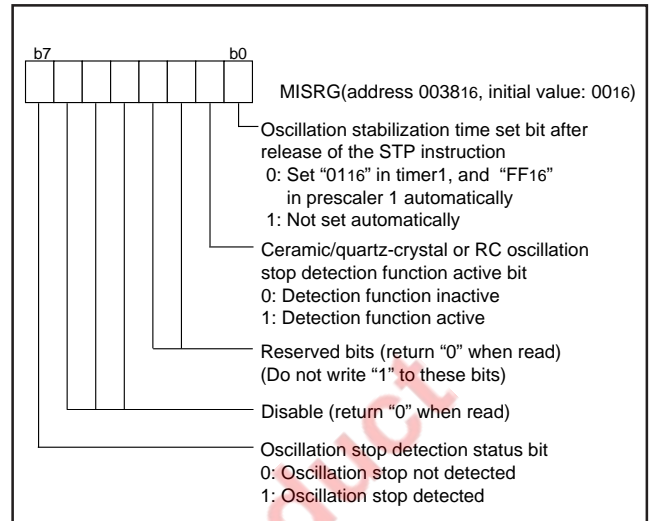 b7 b0
MISRG(address 003816, initial value: 0016)
Oscillation stabilization time set bit after
release of the STP instruction
0: Set “0116” in timer1, and “FF16”
in prescaler 1 automatically
1: Not set automatically
Ceramic/quartz-crystal or RC oscillation
stop detection function active bit
0: Detection function inactive
1: Detection function active
Reserved bits (return “0” when read)
(Do not write “1” to these bits)
Disable (return “0” when read)
Oscillation stop detection status bit
0: Oscillation stop not detected
1: Oscillation stop detected
duct